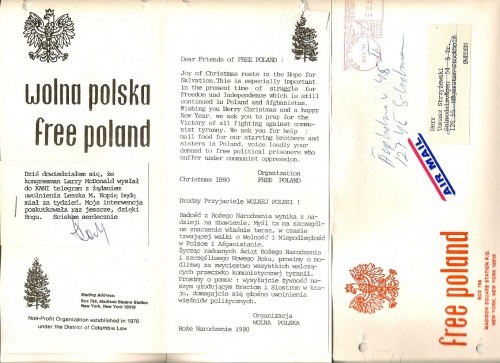 wolna polska
free poland
Dziś dowiedziałem się, że
kongresman Larry McDonald wysłał
do KANI telegram z żądaniem
uwolnienia Leszka M. Kopię będę
miał za tydzień. Moja interwencja
poskutkowała raz jeszcze, dzięki
Bogu. Ściskam serdecznie
Mailing Address:
Box 769, Madison Square Station
New York, New York 10010
Non-Profit Organization established in 1976
under the District of Columbia Law
Dear Friends of FREE POLAND :
Joy of Christmas rests in the Hope for
Salvation. This is especially important
in the present time of struggle for
Freedom and Independence which is still
continued in Poland and Afghanistan.
Wishing you Merry Christmas and a happy
New Year, we ask you to pray for the
Victory of all fighting against commu-
nist tyranny. We ask you for help :
mail food for our starving brothers and
sisters in Poland, voice loudly your
demand to free political prisoners who
suffer under communist oppression.
Organization
Christmas 1980 FREE POLAND
Drodzy Przyjaciele WOLNEJ POLSKI !
Radość z Bożego Narodzenia wynika z na-
dziei na zbawienie. Myśl ta ma szczegól-
ne znaczenie właśnie teraz, w czasie
trwającej walki o Wolność i Niepodległość
w Polsce i Afganistanie.
Życząc radosnych świąt Bożego Narodzenia
i szczęśliwego Nowego Roku, prosimy o mo-
dlitwę za zwycięstwo wszystkich walczą-
cych przeciwko komunistycznej tyranii.
Prosimy o pomoc : wysyłajcie żywność na-
szym głodującym Braciom i Siostrom w kra-
ju, domagajcie się głośno uwolnienia
więźniów politycznych.
Organizacja
WOLNA POLSKA
Boże Narodzenie 1980
Herr
SWEDEN
127 45
AIR MAIL
free poland
BOX 769
MADISON SQUARE STATION P.O.
NEW YORK, NEW YORK 10010